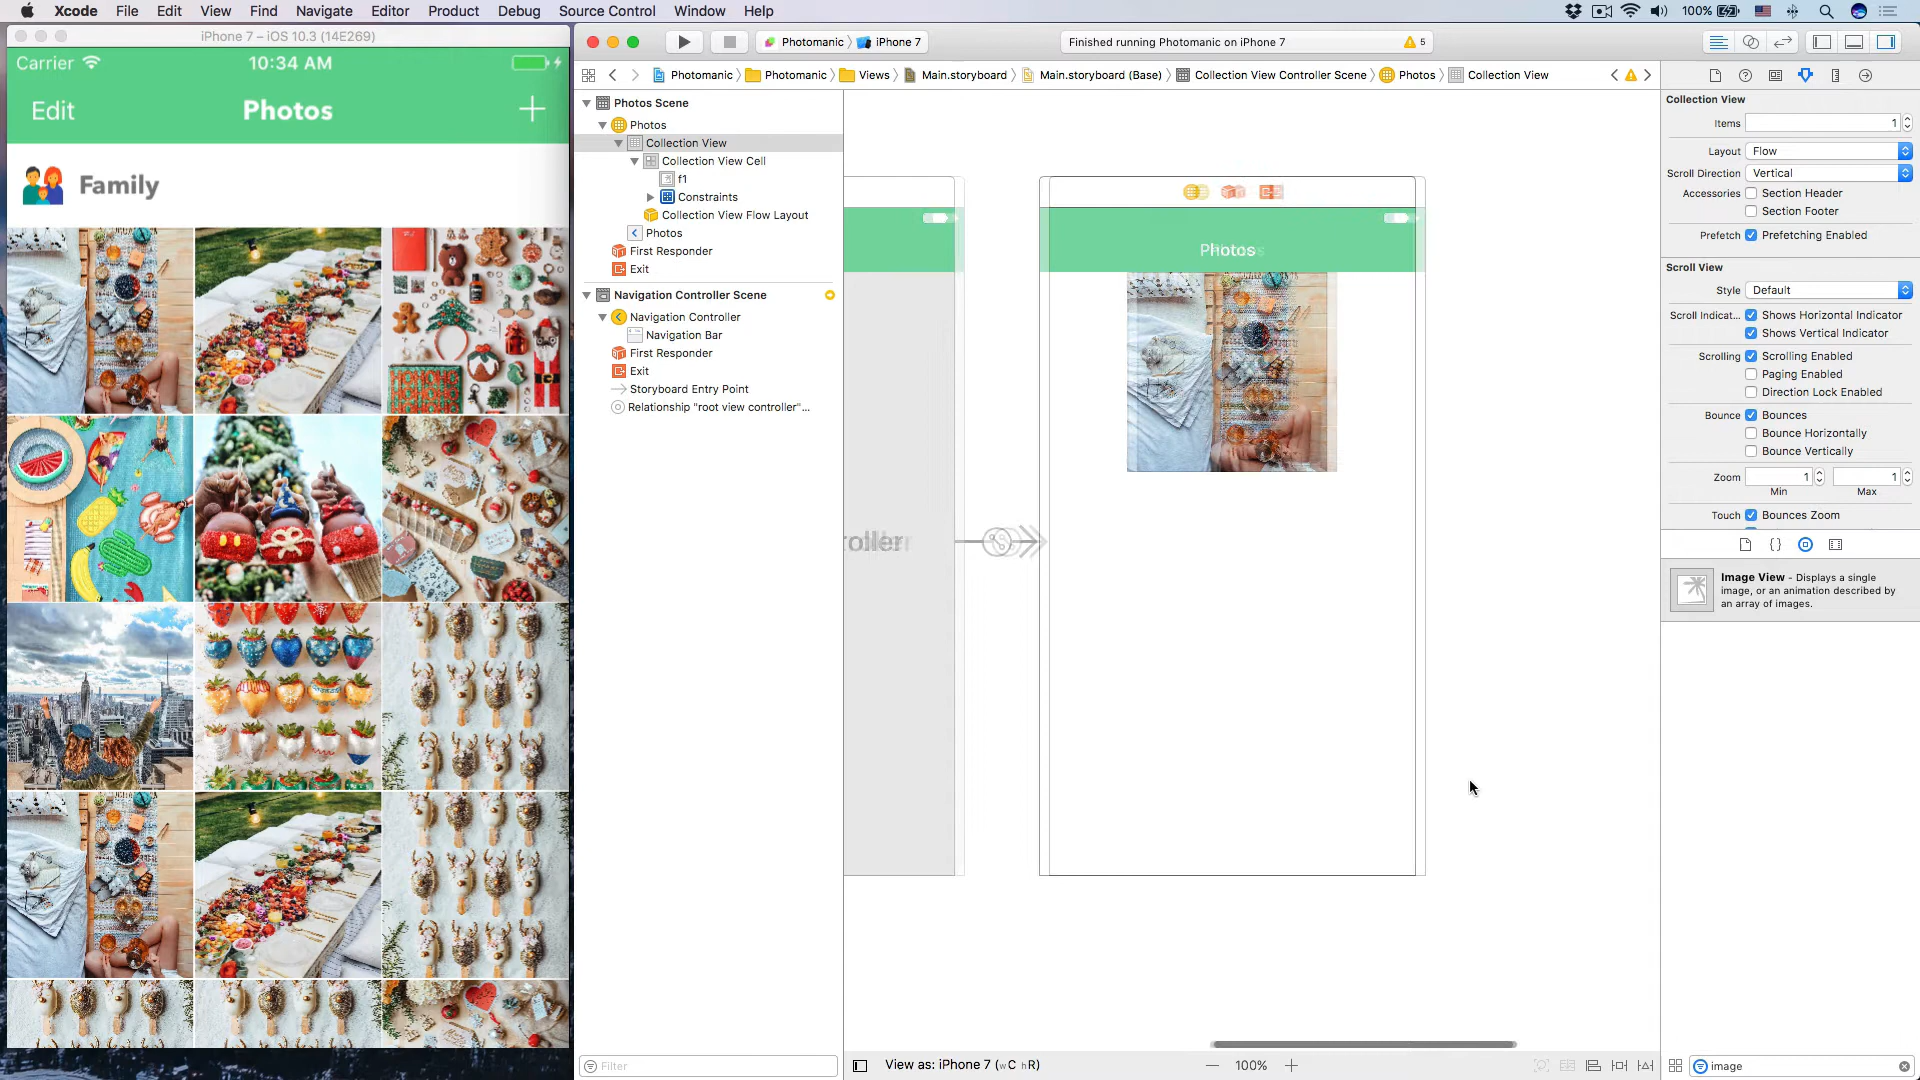 Xcode File Edit View Find Navigate Editor Product Debug Source Control Window Help
100%
iPhone 7 – iOS 10.3 (14E269)
Carrier 10:34 AM
Edit Photos +
Family
Photomanic iPhone 7
Finished running Photomanic on iPhone 7
5
Photomanic Photomanic Views Main.storyboard Main.storyboard (Base) Collection View Controller Scene Photos Collection View
Photos Scene
Photos
Collection View
Collection View Cell
f1
Constraints
Collection View Flow Layout
Photos
First Responder
Exit
Navigation Controller Scene
Navigation Controller
Navigation Bar
First Responder
Exit
Storyboard Entry Point
Relationship "root view controller"...
Filter
Photos
roller
View as: iPhone 7 (wC hR)
100%
Collection View
Items 1
Layout Flow
Scroll Direction Vertical
Accessories Section Header
Section Footer
Prefetch Prefetching Enabled
Scroll View
Style Default
Scroll Indicat... Shows Horizontal Indicator
Shows Vertical Indicator
Scrolling Scrolling Enabled
Paging Enabled
Direction Lock Enabled
Bounce Bounces
Bounce Horizontally
Bounce Vertically
Zoom 1 1
Min Max
Touch Bounces Zoom
Image View - Displays a single
image, or an animation described by
an array of images.
image